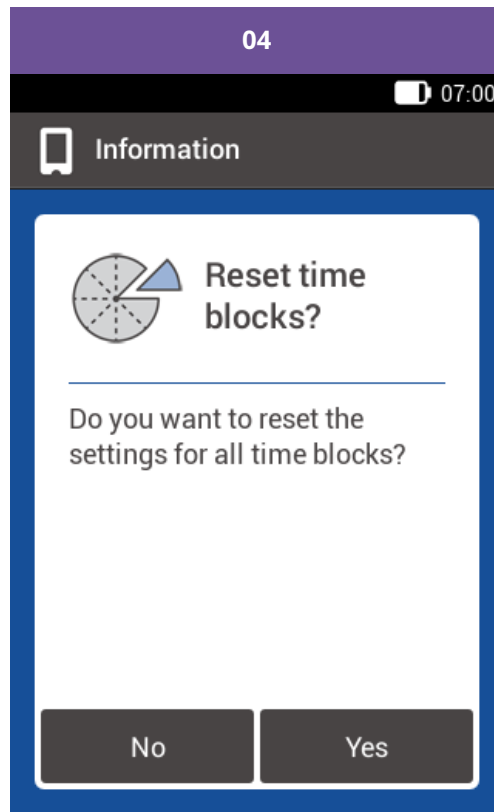 04
07:00
Information
Reset time
blocks?
Do you want to reset the
settings for all time blocks?
No
Yes